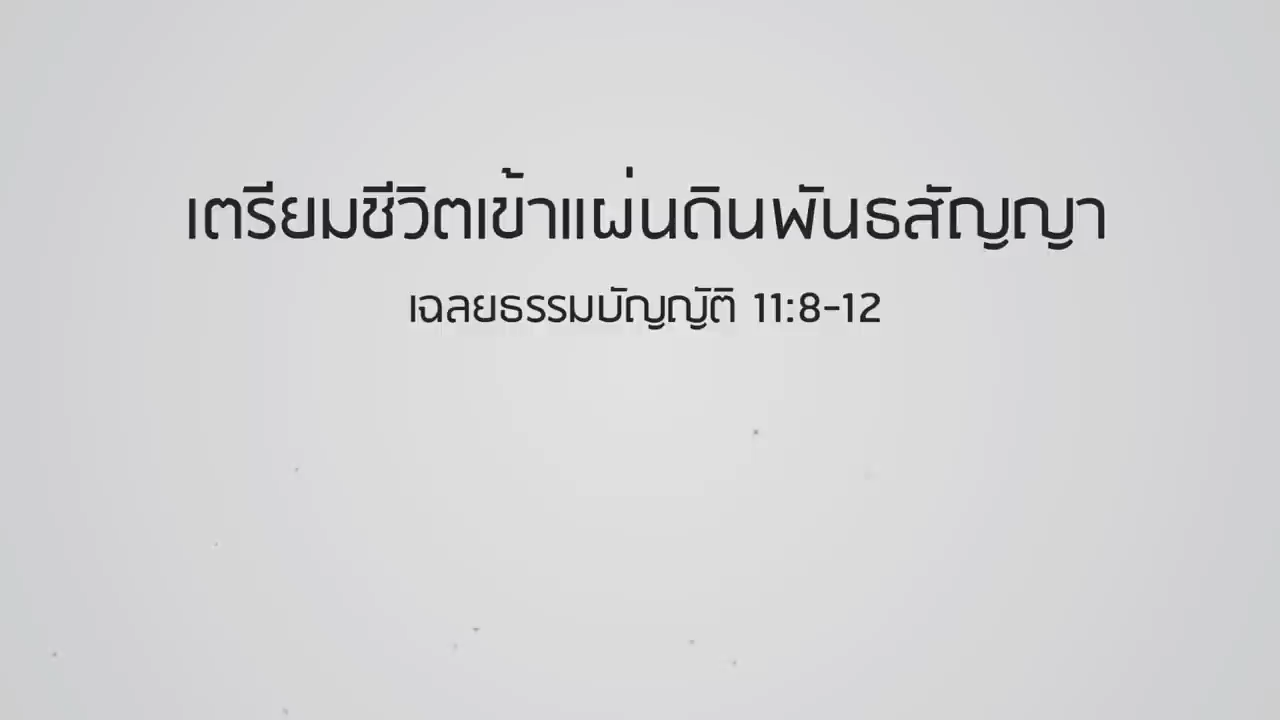 เตรียมชีวิตเข้าแผ่นดินพันธสัญญา
เฉลยธรรมบัญญัติ 11:8-12